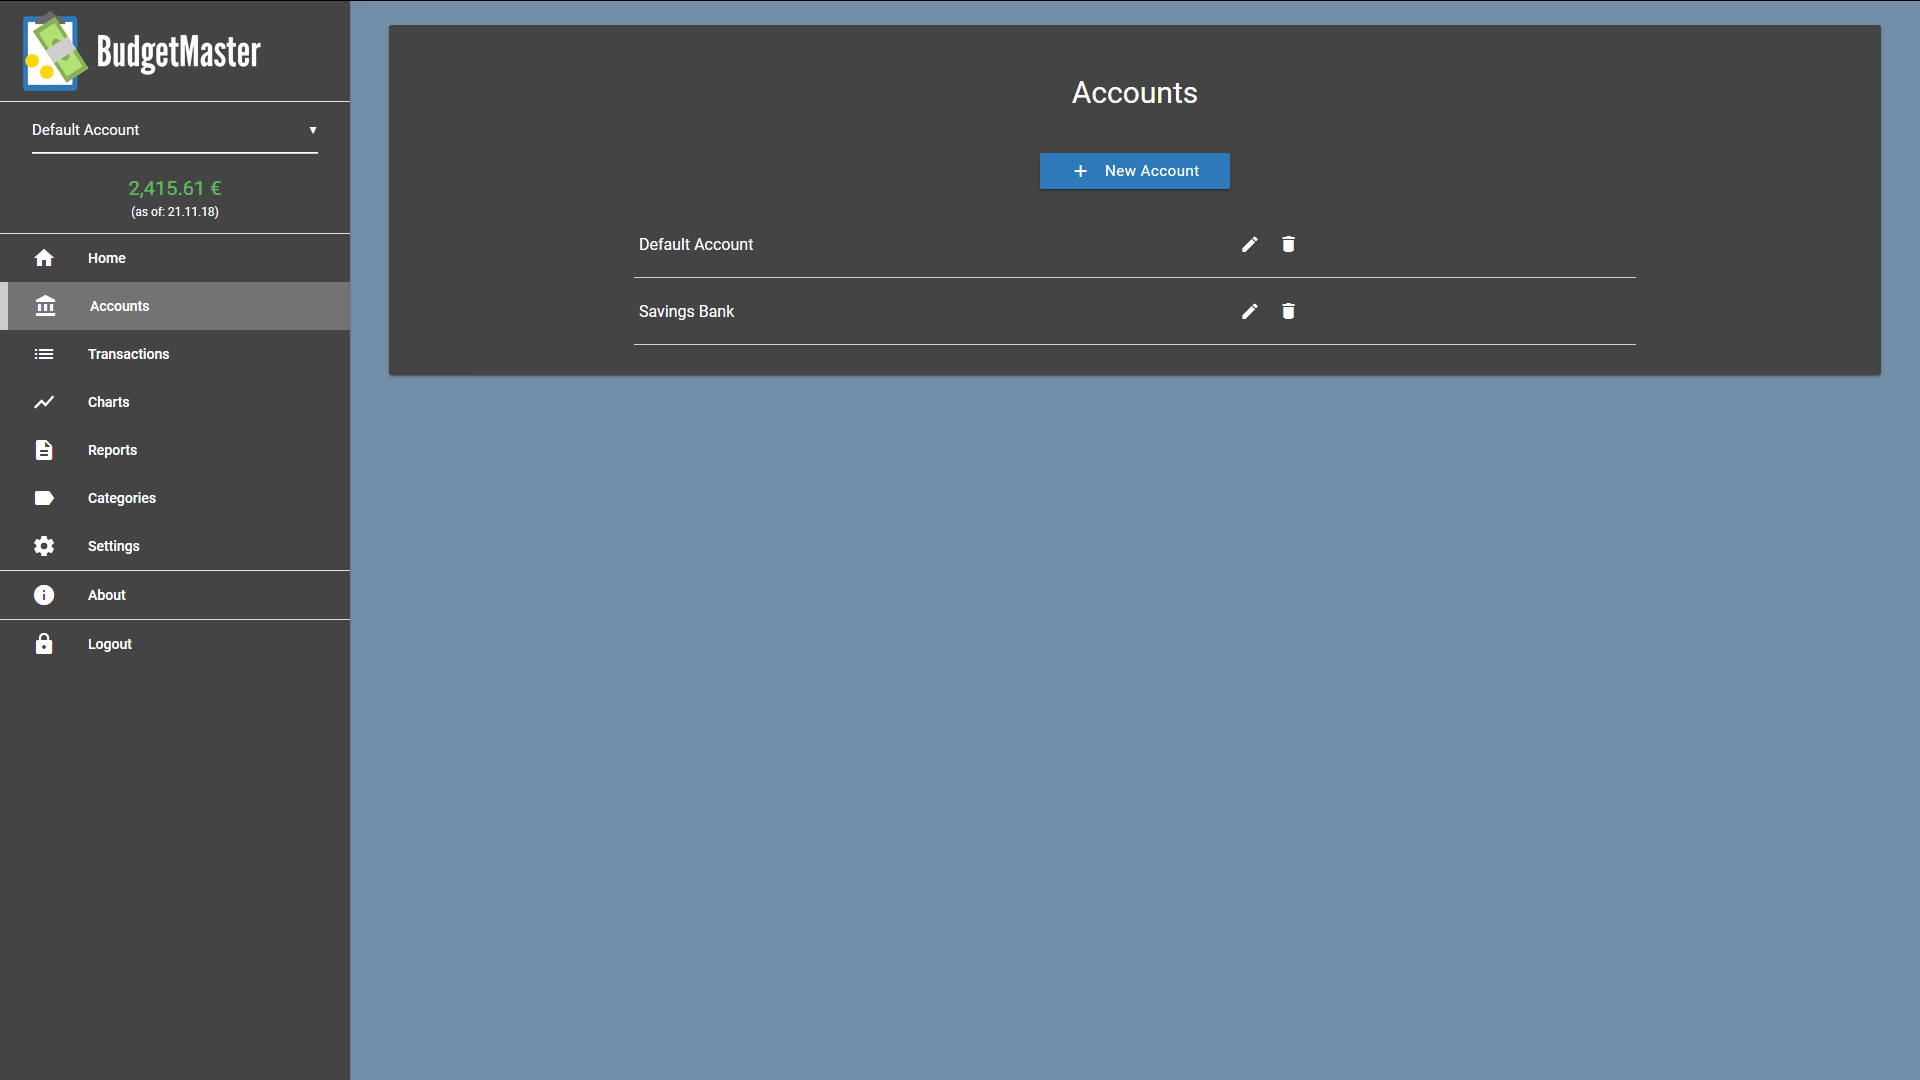 BudgetMaster
Default Account
2,415.61 €
(as of: 21.11.18)
Home
Accounts
Transactions
Charts
Reports
Categories
Settings
About
Logout
Accounts
New Account
Default Account
Savings Bank